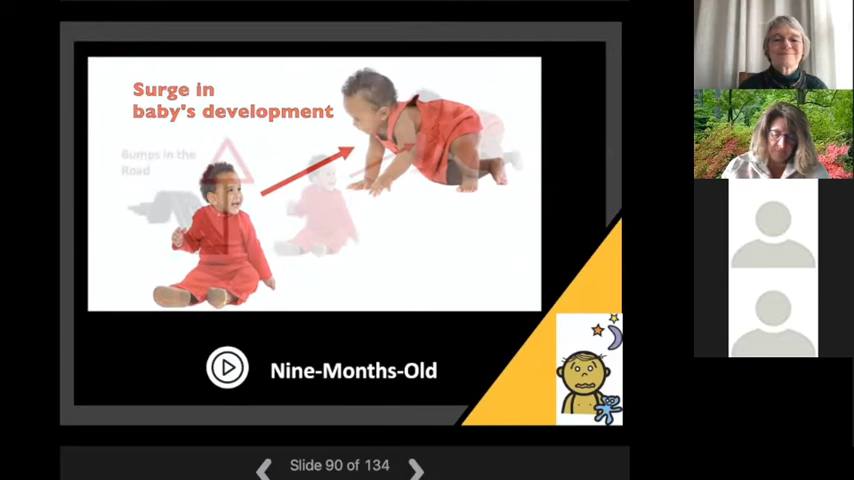 Surge in
baby's development
Bumps in the
Road
Nine-Months-Old
Slide 90 of 134